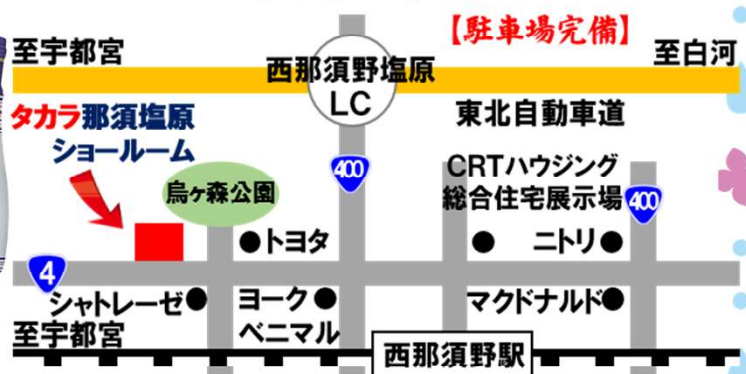 【駐車場完備】
至宇都宮
至白河
西那須野塩原
LC
東北自動車道
タカラ那須塩原
ショールーム
烏ヶ森公園
400
CRTハウジング
総合住宅展示場
400
トヨタ
ニトリ
4
シャトレーゼ
ヨーク
ベニマル
マクドナルド
至宇都宮
西那須野駅